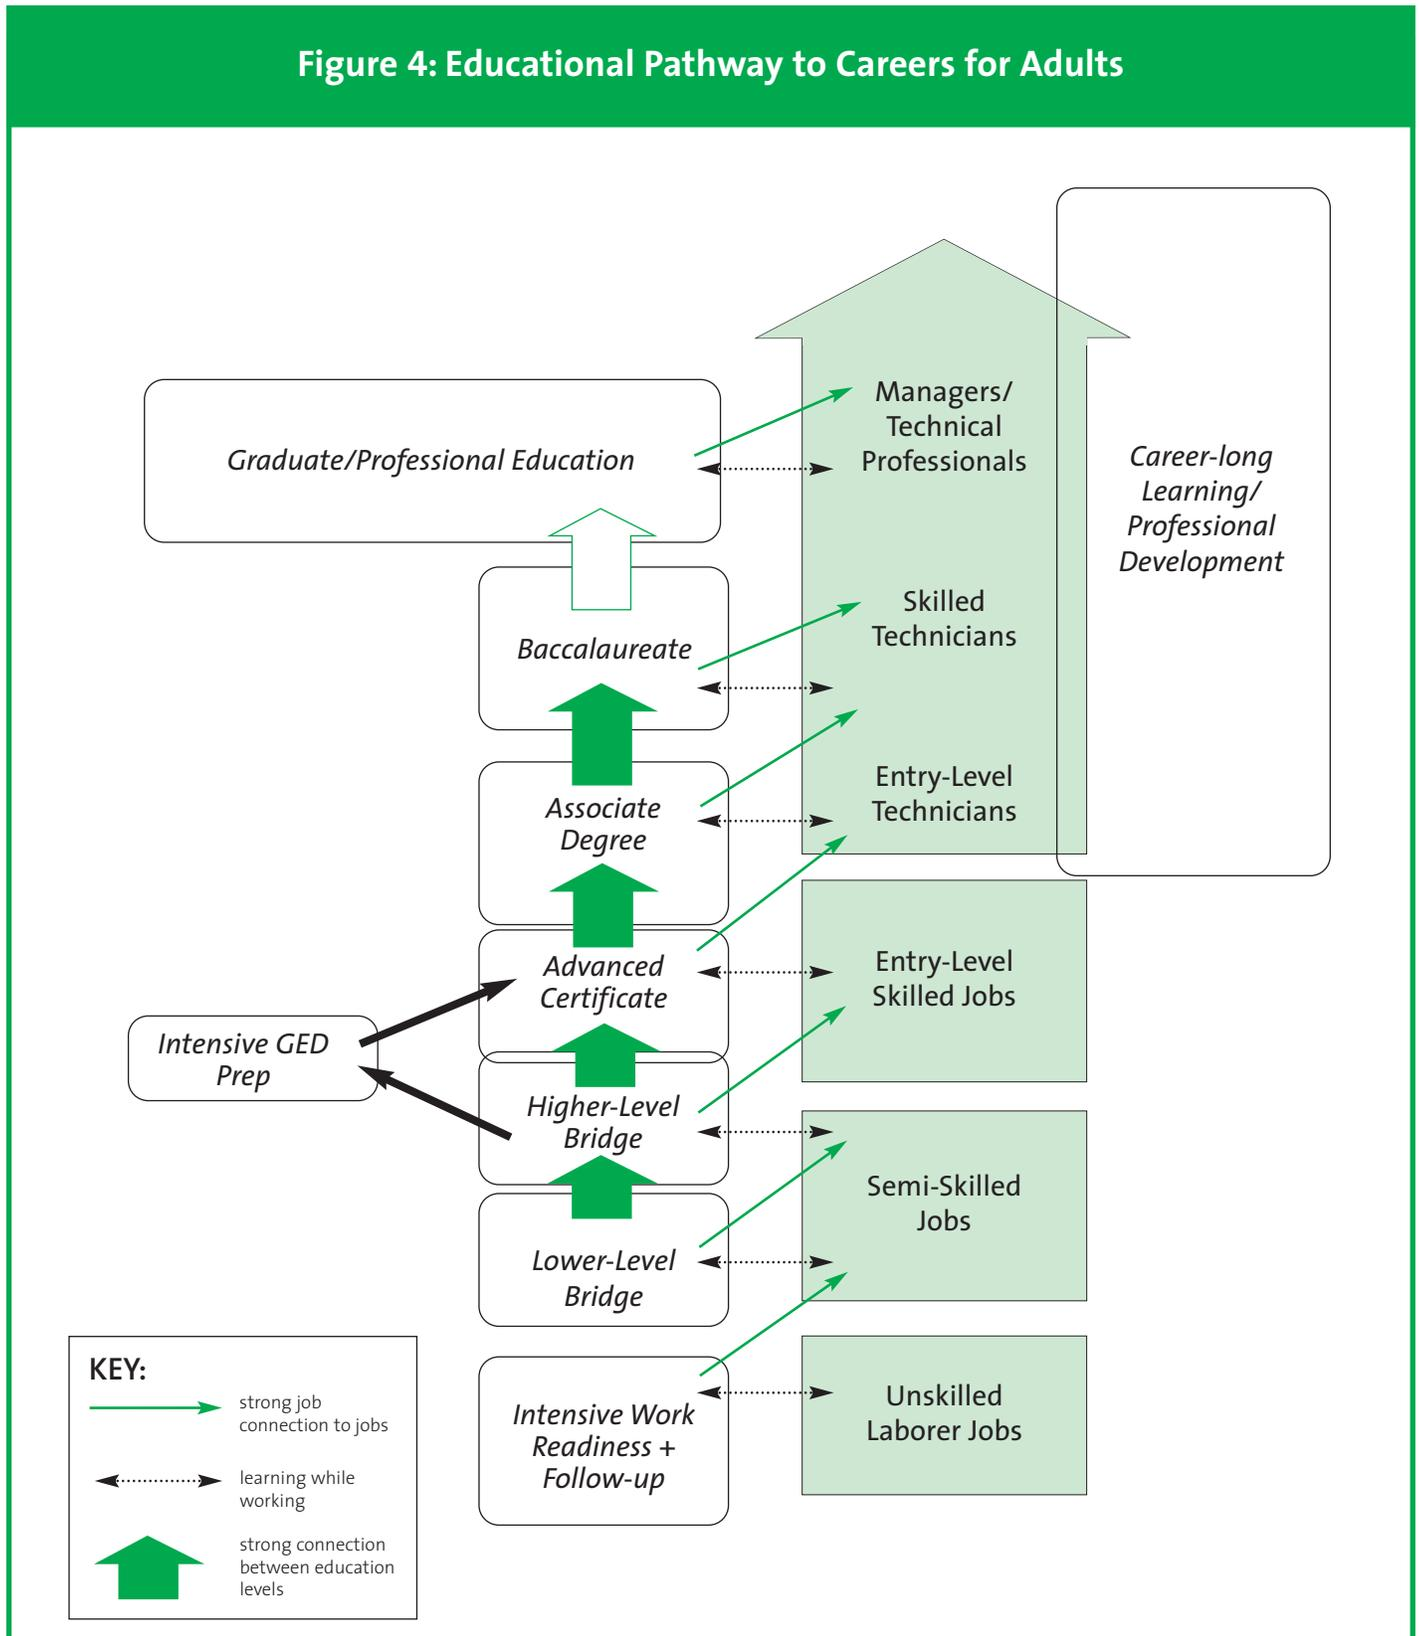 Figure 4: Educational Pathway to Careers for Adults
Managers/
Technical
Professionals
Graduate/Professional Education
Career-long
Learning/
Professional
Development
Skilled
Technicians
Baccalaureate
Entry-Level
Technicians
Associate
Degree
Entry-Level
Skilled Jobs
Advanced
Certificate
Intensive GED
Prep
Higher-Level
Bridge
Semi-Skilled
Jobs
Lower-Level
Bridge
Unskilled
Laborer Jobs
Intensive Work
Readiness +
Follow-up
KEY:
strong job
connection to jobs
learning while
working
strong connection
between education
levels